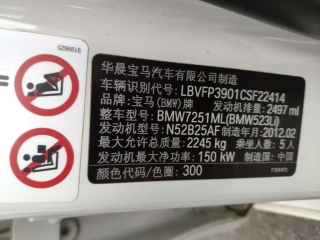 华晨宝马汽车有限公司制造
车辆识别代号: LBVFP3901CSF22414
品牌: 宝马(BMW)牌 发动机排量: 2497 ml
整车型号: BMW7251ML(BMW523Li)
发动机型号: N52B25AF 制造年月: 2012.02
最大允许总质量: 2245 kg 乘坐人数: 5人
发动机最大净功率: 150 kW 制造国: 中国
颜色代码/色圈: 300